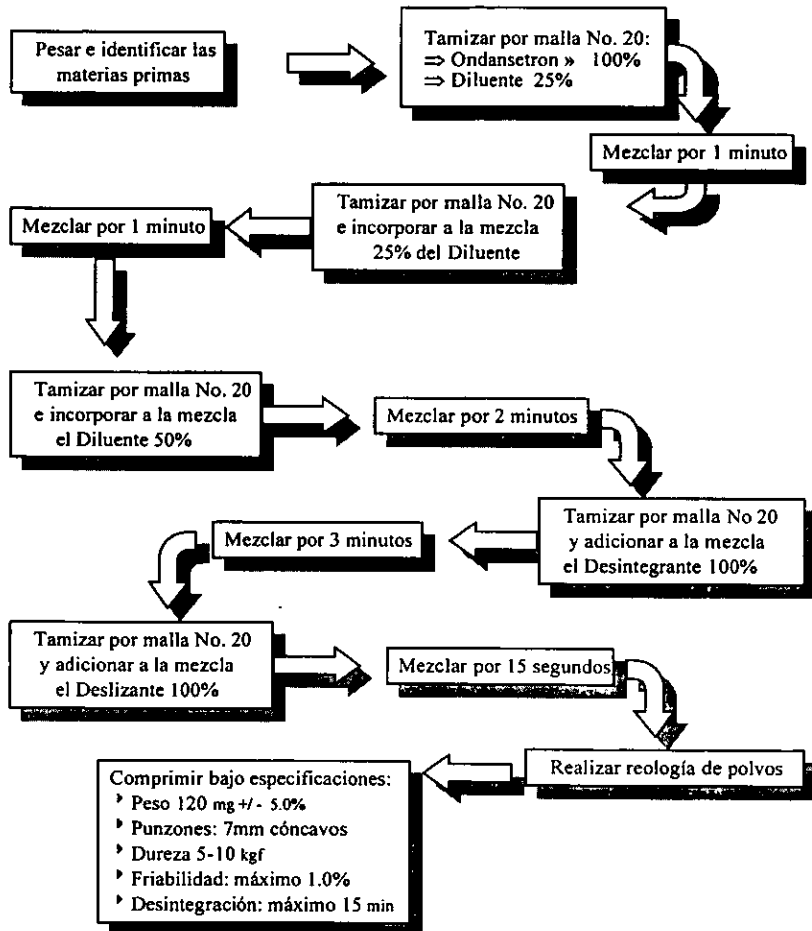 Pesar e identificar las
materias primas
Tamizar por malla No. 20:
⇒ Ondansetron » 100%
⇒ Diluente 25%
Mezclar por 1 minuto
Tamizar por malla No. 20
e incorporar a la mezcla
25% del Diluente
Mezclar por 1 minuto
Tamizar por malla No. 20
e incorporar a la mezcla
el Diluente 50%
Mezclar por 2 minutos
Tamizar por malla No 20
y adicionar a la mezcla
el Desintegrante 100%
Mezclar por 3 minutos
Tamizar por malla No. 20
y adicionar a la mezcla
el Deslizante 100%
Mezclar por 15 segundos
Realizar reología de polvos
Comprimir bajo especificaciones:
Peso 120 mg +/- 5.0%
Punzones: 7mm cóncavos
Dureza 5-10 kgf
Friabilidad: máximo 1.0%
Desintegración: máximo 15 min